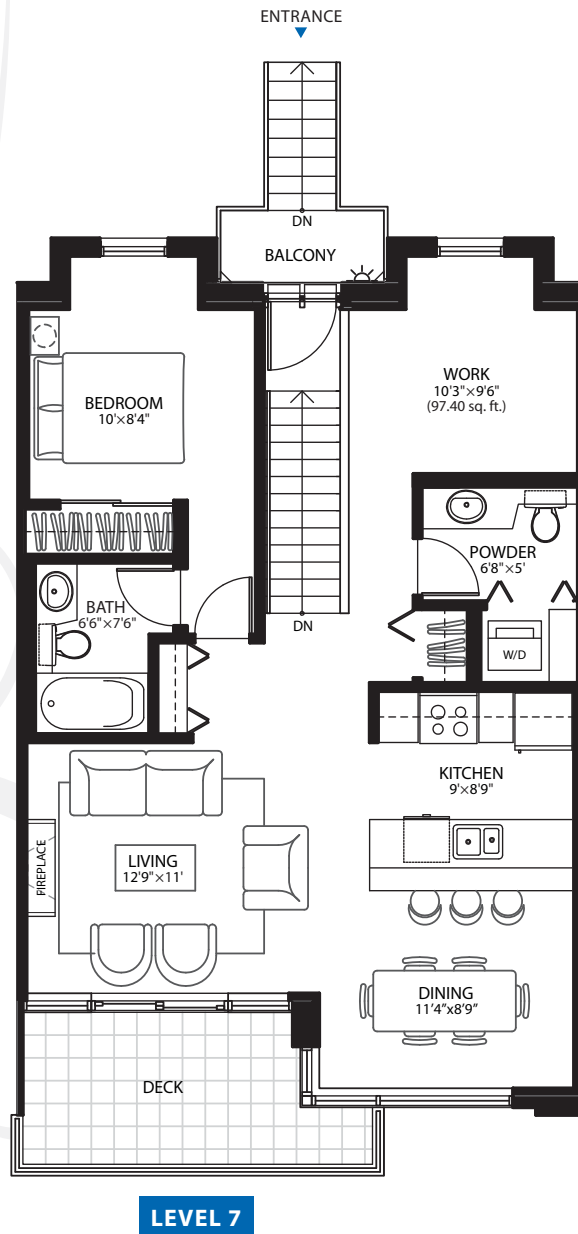 ENTRANCE
DN
BALCONY
WORK
10'3"×9'6"
(97.40 sq. ft.)
BEDROOM
10'×8'4"
POWDER
6'8"×5'
BATH
6'6"×7'6"
DN
W/D
KITCHEN
9'×8'9"
FIREPLACE
LIVING
12'9"×11'
DINING
11'4"x8'9"
DECK
LEVEL 7